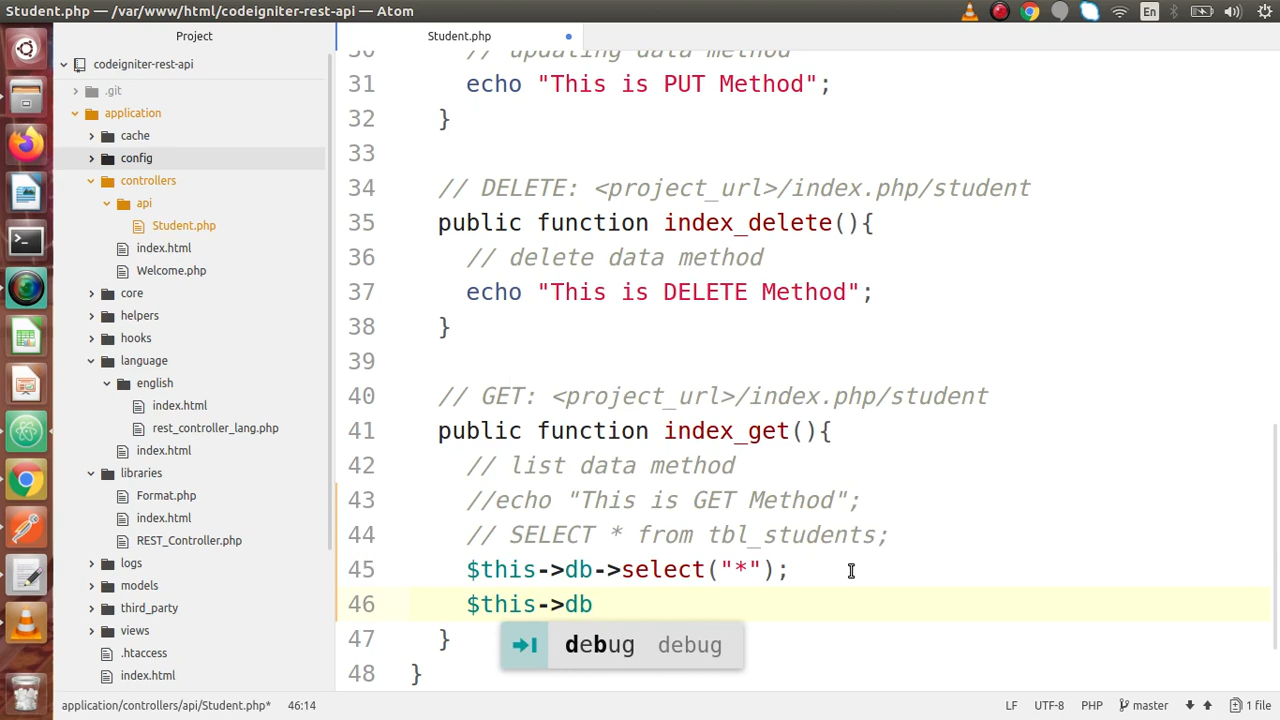 Student.php — /var/www/html/codeigniter-rest-api — Atom
En
Project
codeigniter-rest-api
.git
application
cache
config
controllers
api
Student.php
index.html
Welcome.php
core
helpers
hooks
language
english
index.html
rest_controller_lang.php
index.html
libraries
Format.php
index.html
REST_Controller.php
logs
models
third_party
views
.htaccess
index.html
Student.php
30 // updating data method
31 echo "This is PUT Method";
32 }
33
34 // DELETE: <project_url>/index.php/student
35 public function index_delete(){
36 // delete data method
37 echo "This is DELETE Method";
38 }
39
40 // GET: <project_url>/index.php/student
41 public function index_get(){
42 // list data method
43 //echo "This is GET Method";
44 // SELECT * from tbl_students;
45 $this->db->select("*");
46 $this->db
debug debug
47 }
48 }
application/controllers/api/Student.php* 46:14
LF UTF-8 PHP master 1 file